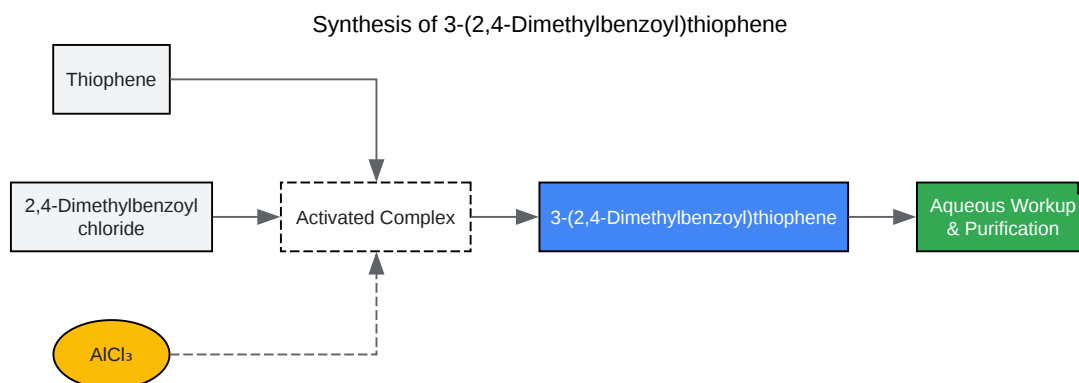 Synthesis of 3-(2,4-Dimethylbenzoyl)thiophene
Thiophene
2,4-Dimethylbenzoyl
chloride
Activated Complex
3-(2,4-Dimethylbenzoyl)thiophene
Aqueous Workup
& Purification
AlCl₃